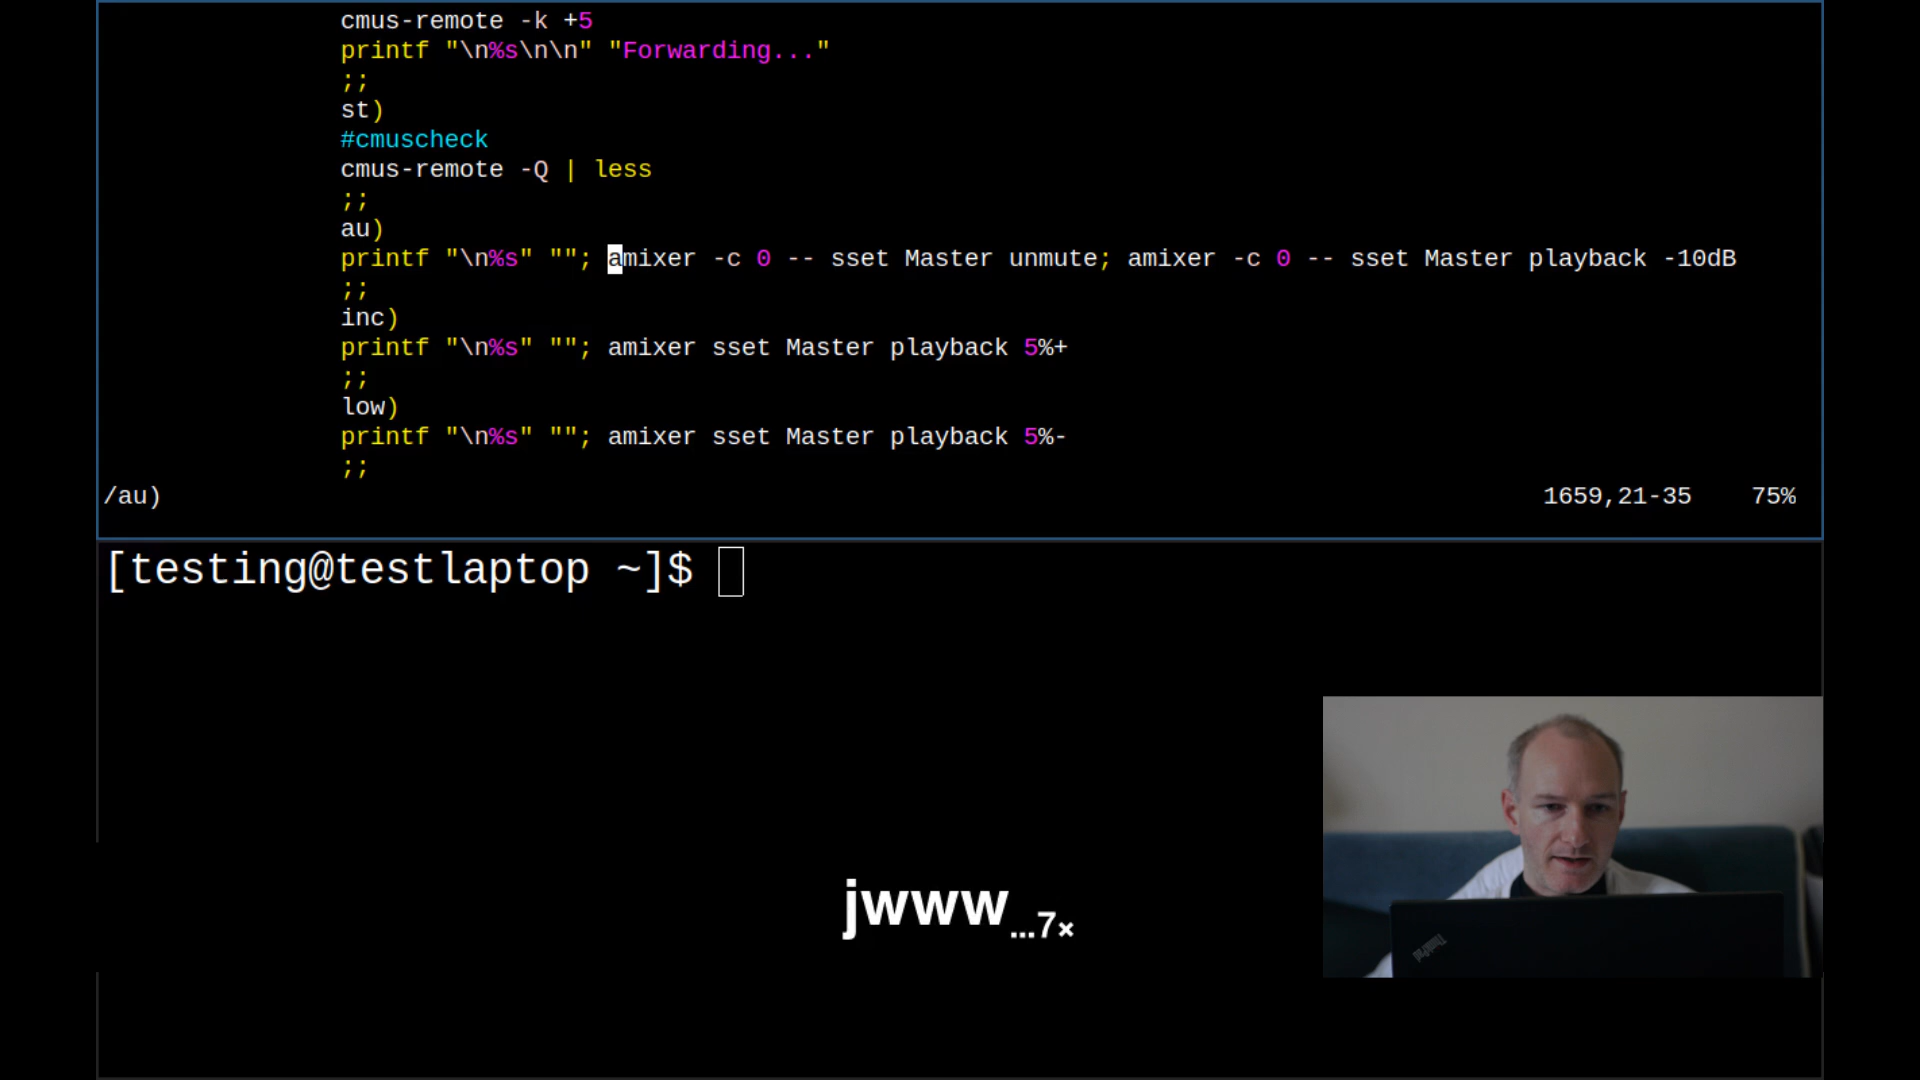 cmus-remote -k +5
printf "\n%s\n\n" "Forwarding..."
;;
st)
#cmuscheck
cmus-remote -Q | less
;;
au)
printf "\n%s" ""; amixer -c 0 -- sset Master unmute; amixer -c 0 -- sset Master playback -10dB
;;
inc)
printf "\n%s" ""; amixer sset Master playback 5%+
;;
low)
printf "\n%s" ""; amixer sset Master playback 5%-
;;
/au) 1659,21-35 75%
[testing@testlaptop ~]$
jwww...7×
ThinkPad